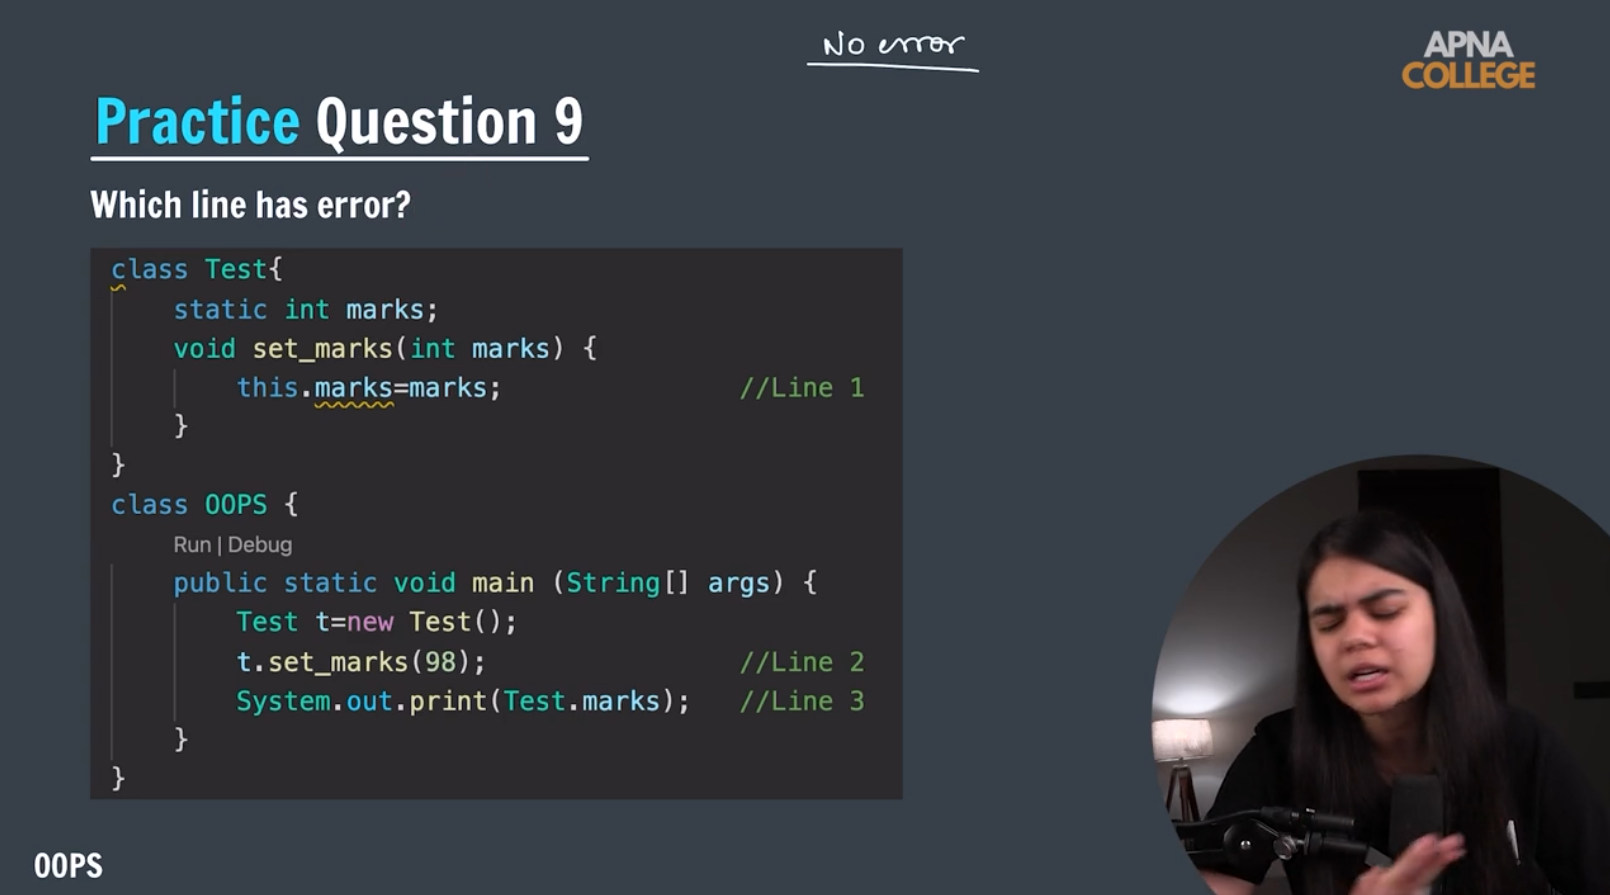 No error
APNA
COLLEGE
Practice Question 9
Which line has error?
class Test{
static int marks;
void set_marks(int marks) {
this.marks=marks; //Line 1
}
}
class OOPS {
Run | Debug
public static void main (String[] args) {
Test t=new Test();
t.set_marks(98); //Line 2
System.out.print(Test.marks); //Line 3
}
}
OOPS